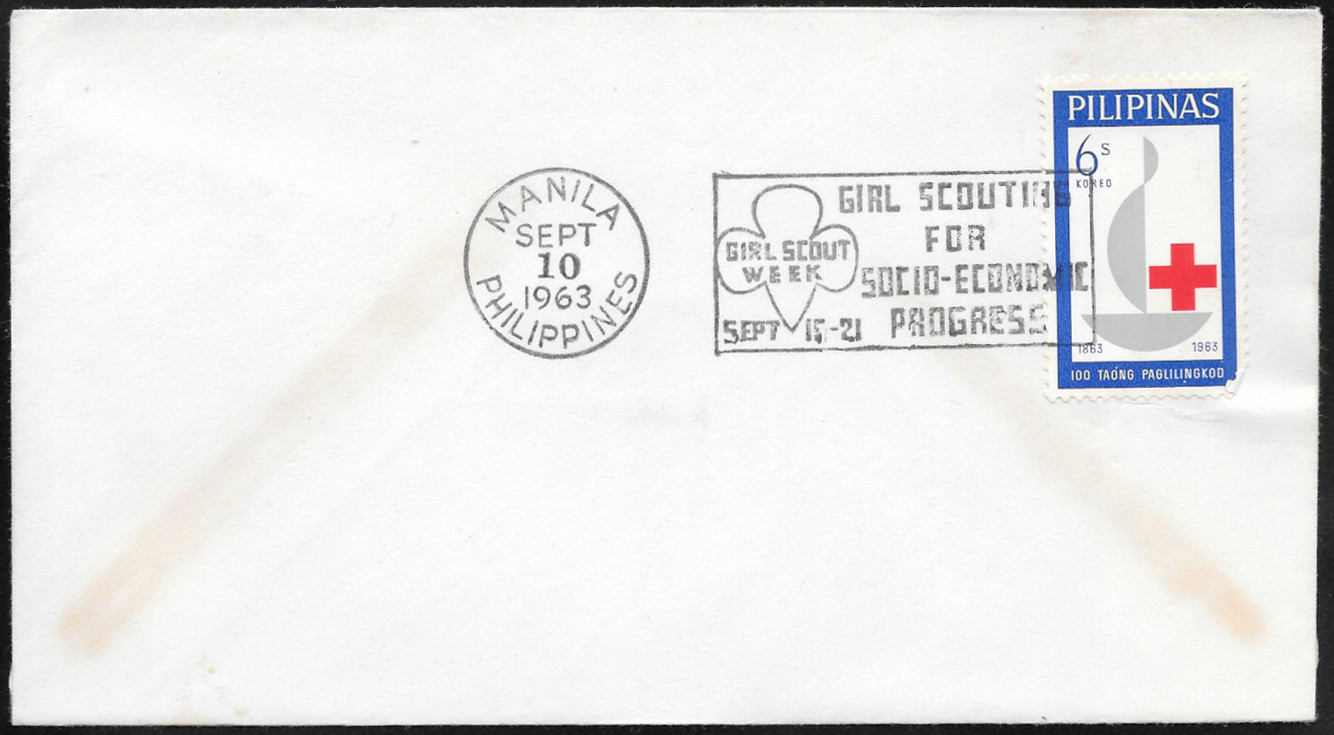 MANILA
SEPT
10
1963
PHILIPPINES
GIRL SCOUT
WEEK
SEPT 15-21
GIRL SCOUTING
FOR
SOCIO-ECONOMIC
PROGRESS
PILIPINAS
6s
KOREO
1863 1963
100 TAÓNG PAGLILINGKOD